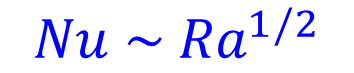 Nu ~ Ra^{1/2}